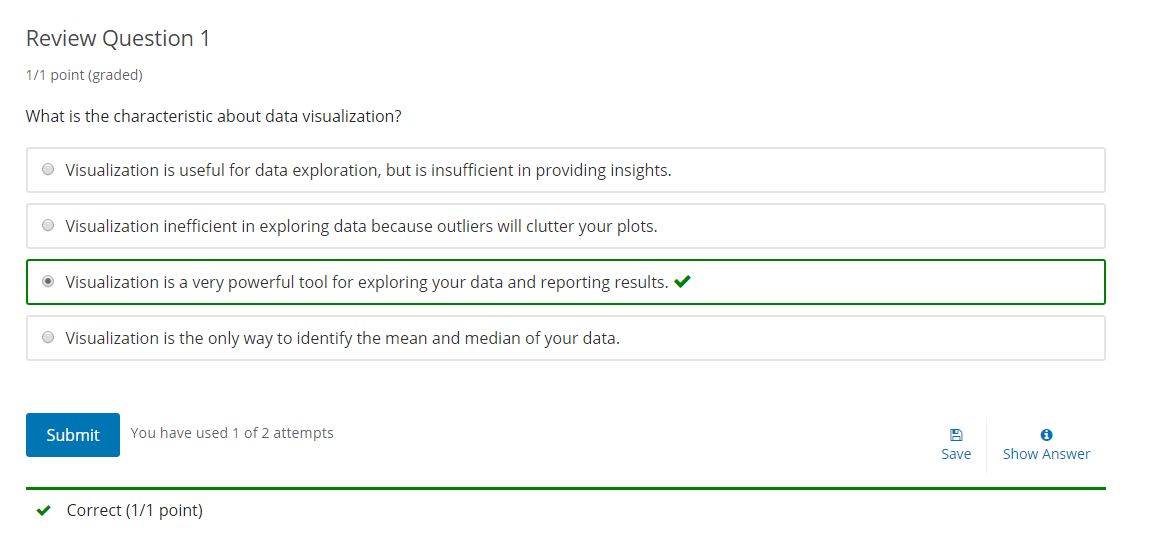 Review Question 1
1/1 point (graded)
What is the characteristic about data visualization?
Visualization is useful for data exploration, but is insufficient in providing insights.
Visualization inefficient in exploring data because outliers will clutter your plots.
Visualization is a very powerful tool for exploring your data and reporting results.
Visualization is the only way to identify the mean and median of your data.
Submit You have used 1 of 2 attempts
Save Show Answer
Correct (1/1 point)